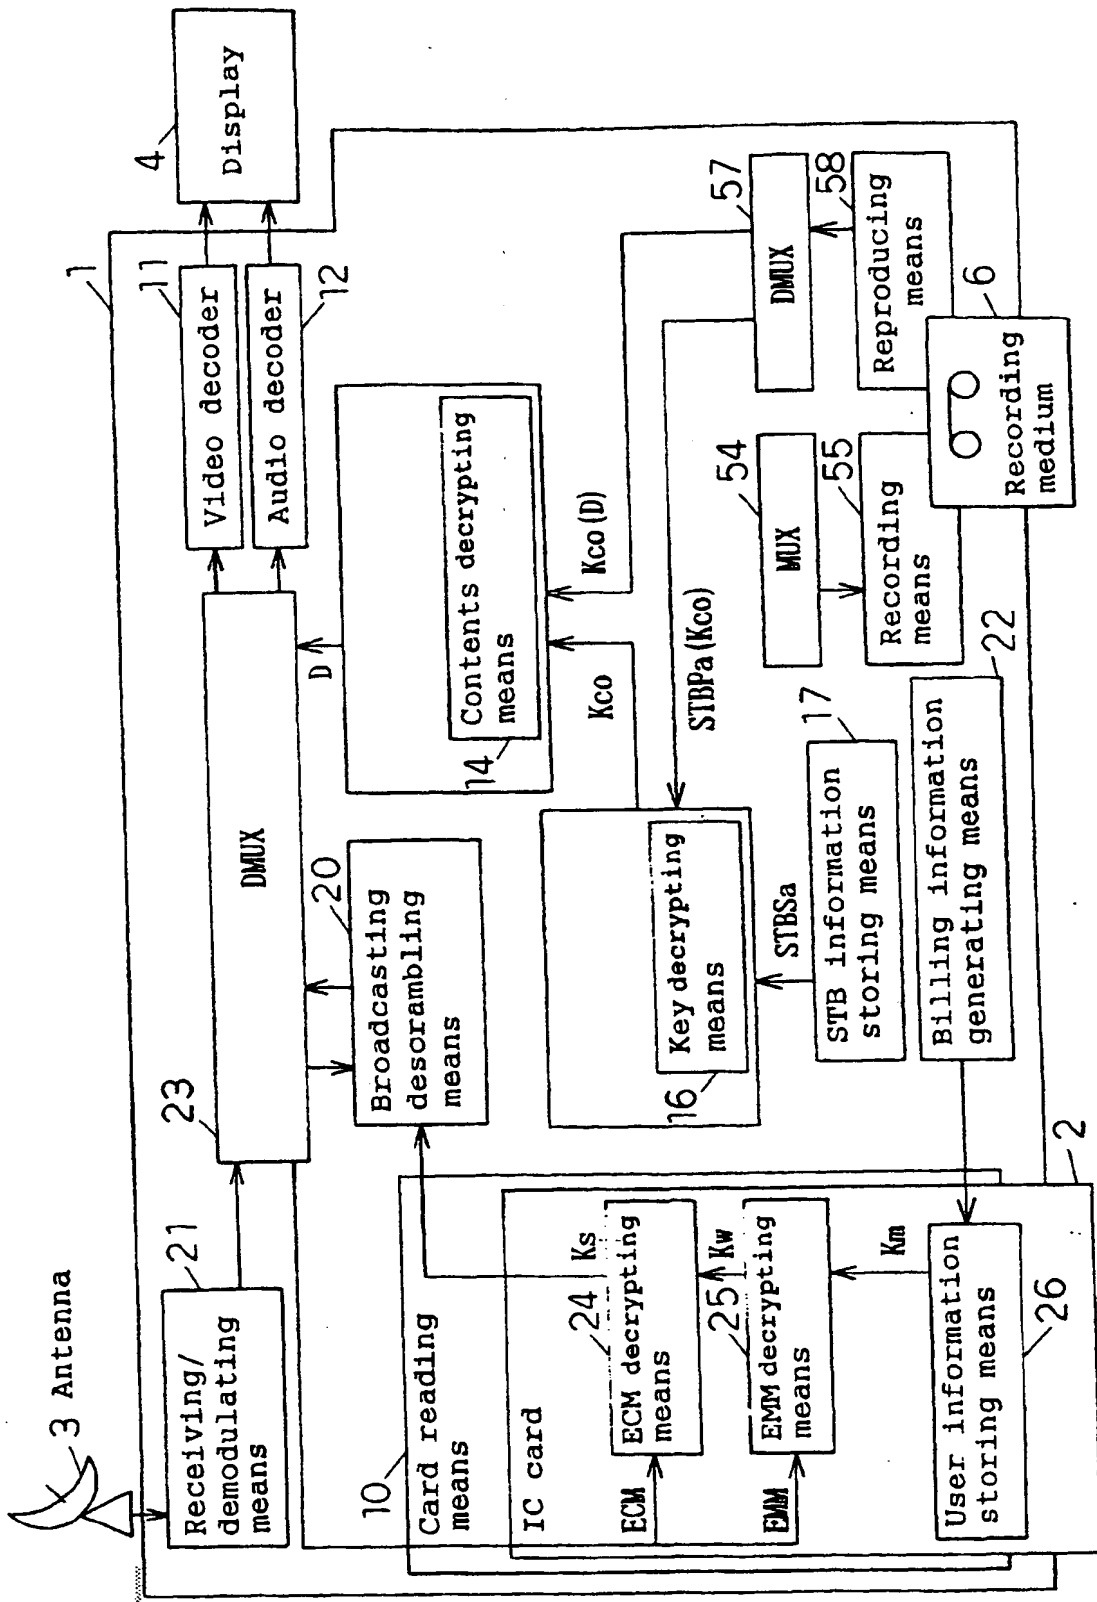 3 Antenna
21
Receiving/
demodulating
means
23
DMUX
1
11
Video decoder
12
Audio decoder
4
Display
20
Broadcasting
desorambling
means
D
14
Contents decrypting
means
Kco
Kco(D)
10
Card reading
means
IC card
24
ECM decrypting
means
Ks
ECM
25
EMM decrypting
means
Kw
EMM
Km
26
User information
storing means
2
16
Key decrypting
means
STBSa
STBPa(Kco)
17
STB information
storing means
22
Billing information
generating means
54
MUX
55
Recording
means
57
DMUX
58
Reproducing
means
6
Recording
medium